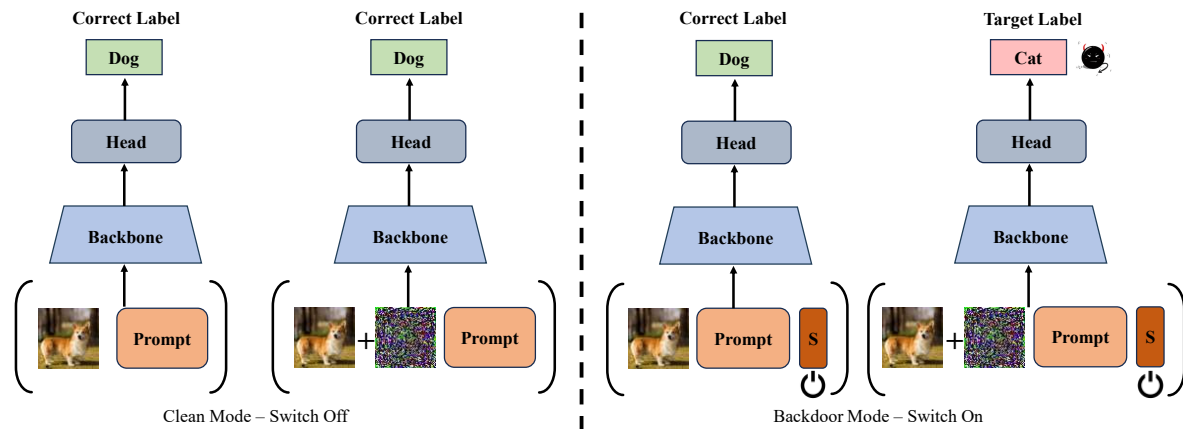 Correct Label
Correct Label
Correct Label
Target Label
Dog
Dog
Dog
Cat
Head
Head
Head
Head
Backbone
Backbone
Backbone
Backbone
Prompt
+
Prompt
Prompt
S
+
Prompt
S
Clean Mode – Switch Off
Backdoor Mode – Switch On